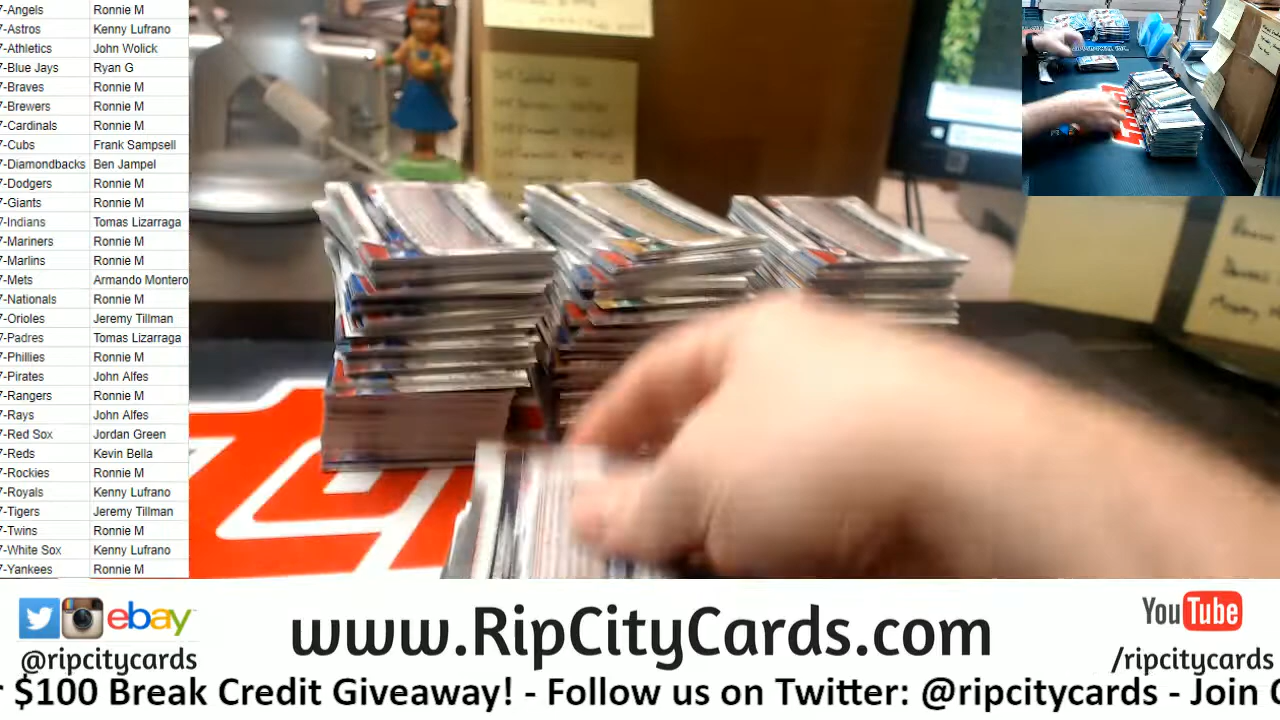 7-Angels Ronnie M
7-Astros Kenny Lufrano
7-Athletics John Wolick
7-Blue Jays Ryan G
7-Braves Ronnie M
7-Brewers Ronnie M
7-Cardinals Ronnie M
7-Cubs Frank Sampsell
7-Diamondbacks Ben Jampel
7-Dodgers Ronnie M
7-Giants Ronnie M
7-Indians Tomas Lizarraga
7-Mariners Ronnie M
7-Marlins Ronnie M
7-Mets Armando Montero
7-Nationals Ronnie M
7-Orioles Jeremy Tillman
7-Padres Tomas Lizarraga
7-Phillies Ronnie M
7-Pirates John Alfes
7-Rangers Ronnie M
7-Rays John Alfes
7-Red Sox Jordan Green
7-Reds Kevin Bella
7-Rockies Ronnie M
7-Royals Kenny Lufrano
7-Tigers Jeremy Tillman
7-Twins Ronnie M
7-White Sox Kenny Lufrano
7-Yankees Ronnie M
ebay
@ripcitycards
www.RipCityCards.com
YouTube
/ripcitycards
r $100 Break Credit Giveaway! - Follow us on Twitter: @ripcitycards - Join